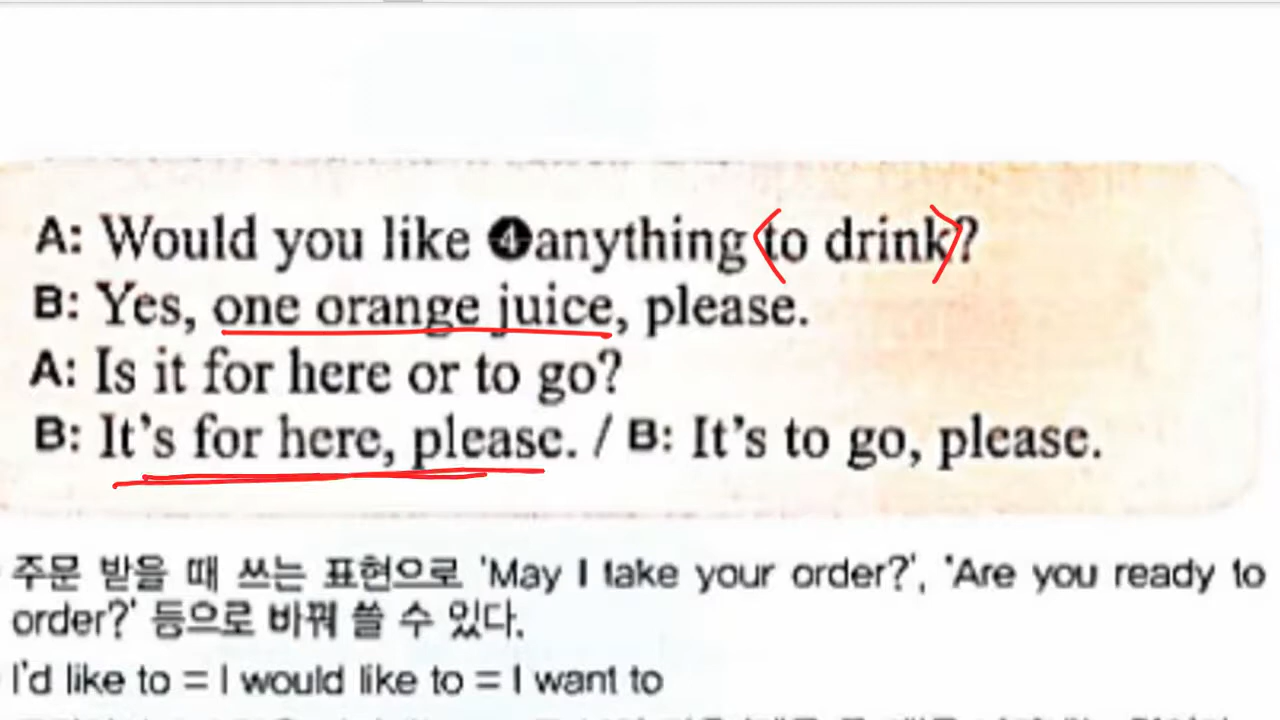 A: Would you like ❹anything to drink?
B: Yes, one orange juice, please.
A: Is it for here or to go?
B: It's for here, please. / B: It's to go, please.
주문 받을 때 쓰는 표현으로 'May I take your order?', 'Are you ready to
order?' 등으로 바꿔 쓸 수 있다.
I'd like to = I would like to = I want to